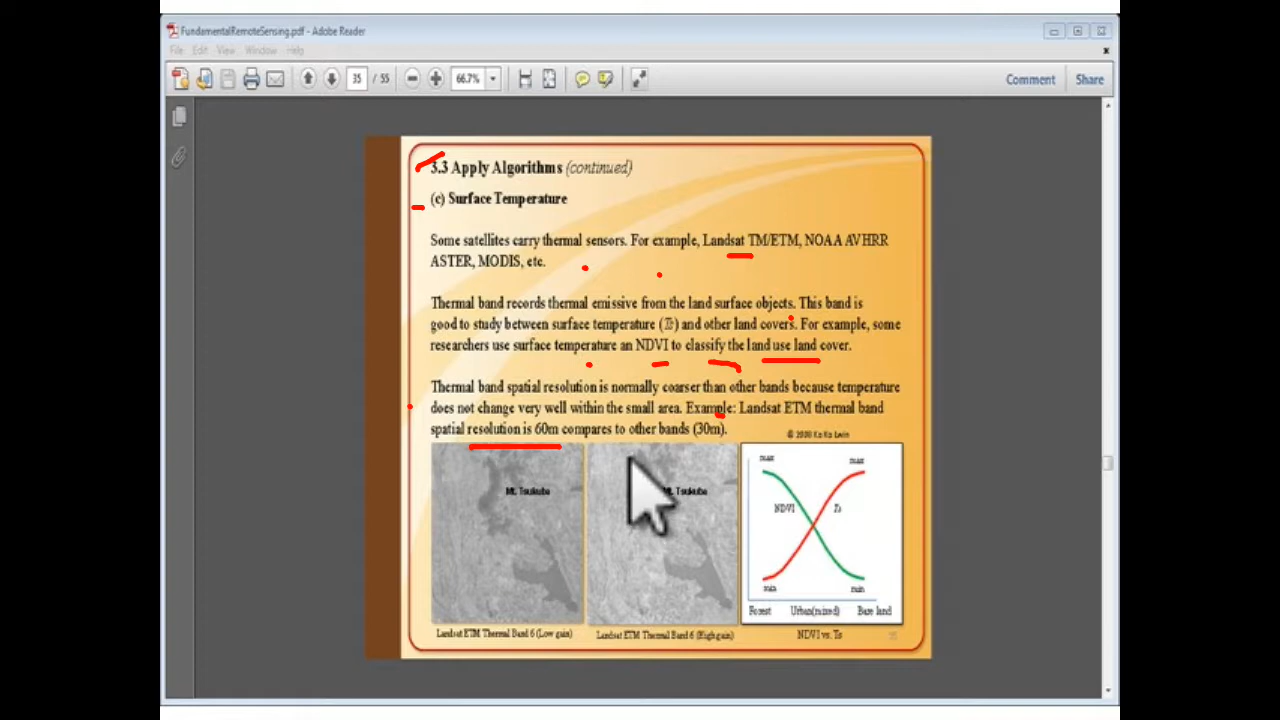 FundamentalRemoteSensing.pdf - Adobe Reader
File Edit View Window Help
35 / 55 66.7% Comment Share
3.3 Apply Algorithms (continued)
(c) Surface Temperature
Some satellites carry thermal sensors. For example, Landsat TM/ETM, NOAA AVHRR
ASTER, MODIS, etc.
Thermal band records thermal emissive from the land surface objects. This band is
good to study between surface temperature (Ts) and other land covers. For example, some
researchers use surface temperature an NDVI to classify the land use land cover.
Thermal band spatial resolution is normally coarser than other bands because temperature
does not change very well within the small area. Example: Landsat ETM thermal band
spatial resolution is 60m compares to other bands (30m).
© 2008 Ko Ko Lwin
Mt. Tsukuba
Mt. Tsukuba
max max
NDVI Ts
min min
Forest Urban(mixed) Bare land
Landsat ETM Thermal Band 6 (Low gain) Landsat ETM Thermal Band 6 (High gain) NDVI vs. Ts 35